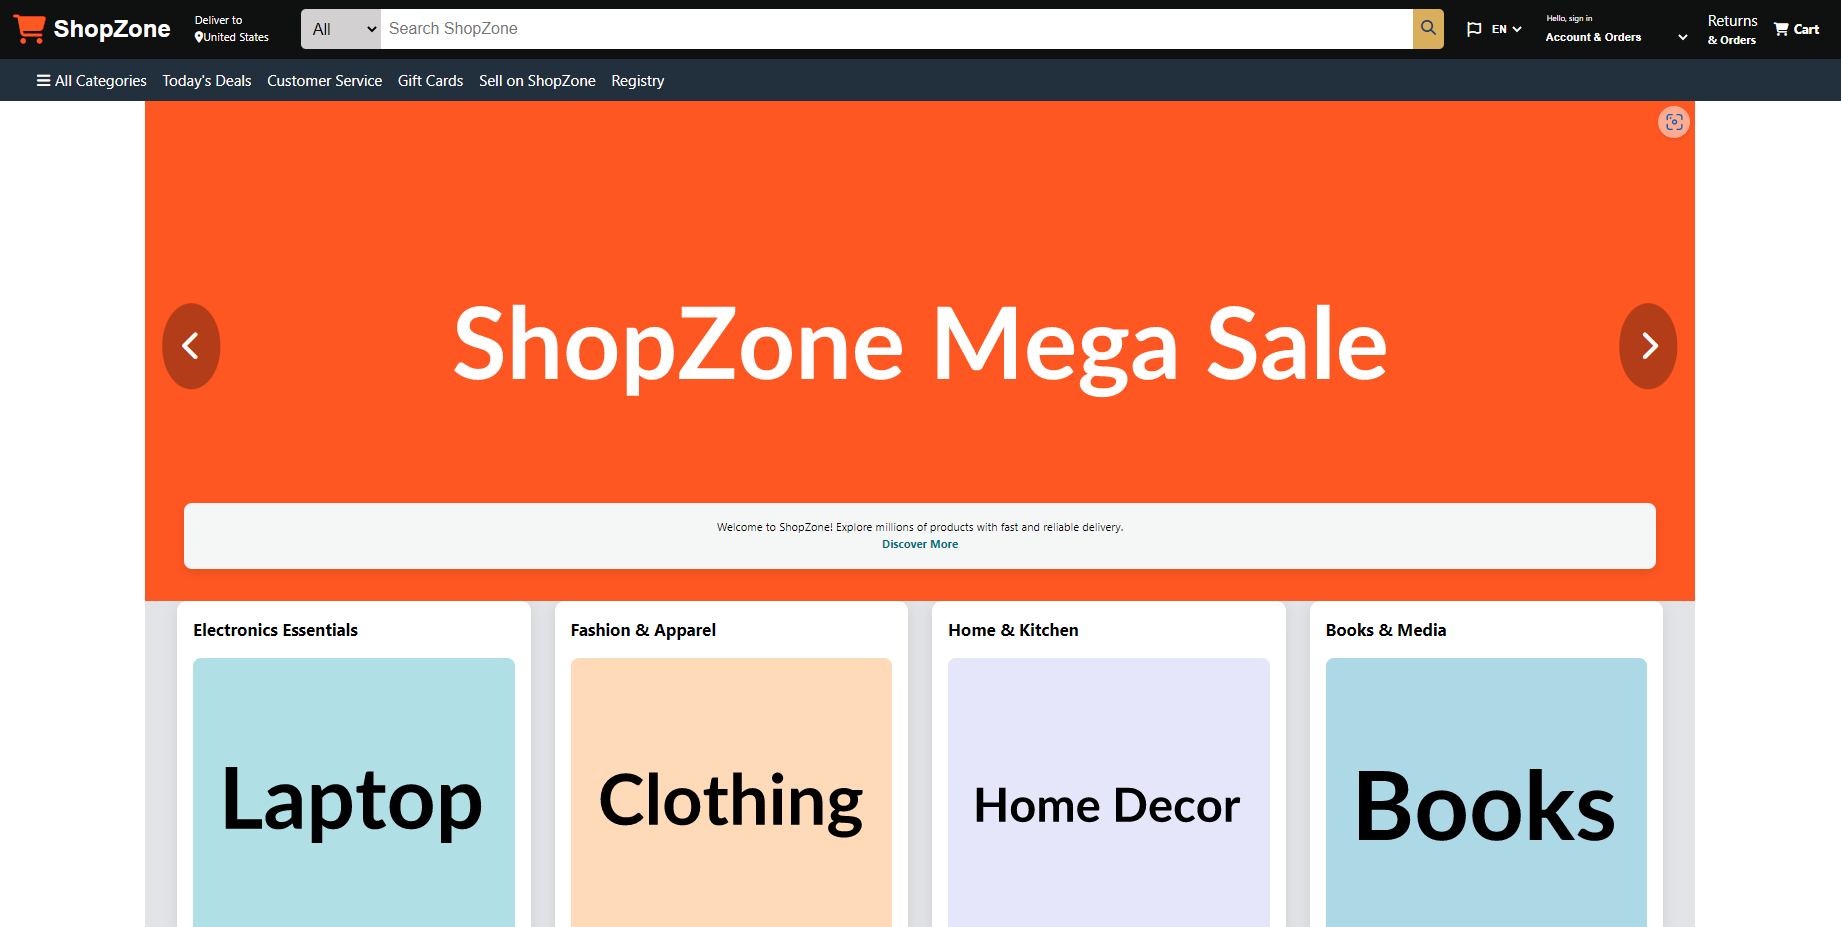 ShopZone
Deliver to
United States
All
Search ShopZone
EN
Hello, sign in
Account & Orders
Returns
& Orders
Cart
All Categories
Today's Deals
Customer Service
Gift Cards
Sell on ShopZone
Registry
ShopZone Mega Sale
Welcome to ShopZone! Explore millions of products with fast and reliable delivery.
Discover More
Electronics Essentials
Fashion & Apparel
Home & Kitchen
Books & Media
Laptop
Clothing
Home Decor
Books